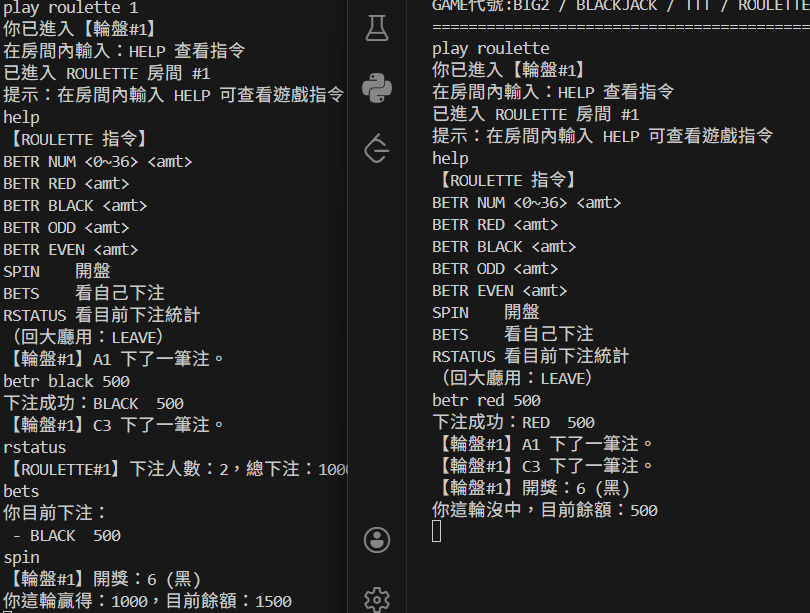 play roulette 1
你已進入【輪盤#1】
在房間內輸入：HELP 查看指令
已進入 ROULETTE 房間 #1
提示：在房間內輸入 HELP 可查看遊戲指令
help
【ROULETTE 指令】
BETR NUM <0~36> <amt>
BETR RED <amt>
BETR BLACK <amt>
BETR ODD <amt>
BETR EVEN <amt>
SPIN    開盤
BETS    看自己下注
RSTATUS 看目前下注統計
（回大廳用：LEAVE）
【輪盤#1】A1 下了一筆注。
betr black 500
下注成功：BLACK  500
【輪盤#1】C3 下了一筆注。
rstatus
【ROULETTE#1】下注人數：2，總下注：1000
bets
你目前下注：
 - BLACK  500
spin
【輪盤#1】開獎：6 (黑)
你這輪贏得：1000，目前餘額：1500
GAME代號:BIG2 / BLACKJACK / TTT / ROULETTE
==========================================
play roulette
你已進入【輪盤#1】
在房間內輸入：HELP 查看指令
已進入 ROULETTE 房間 #1
提示：在房間內輸入 HELP 可查看遊戲指令
help
【ROULETTE 指令】
BETR NUM <0~36> <amt>
BETR RED <amt>
BETR BLACK <amt>
BETR ODD <amt>
BETR EVEN <amt>
SPIN    開盤
BETS    看自己下注
RSTATUS 看目前下注統計
（回大廳用：LEAVE）
betr red 500
下注成功：RED  500
【輪盤#1】A1 下了一筆注。
【輪盤#1】C3 下了一筆注。
【輪盤#1】開獎：6 (黑)
你這輪沒中，目前餘額：500